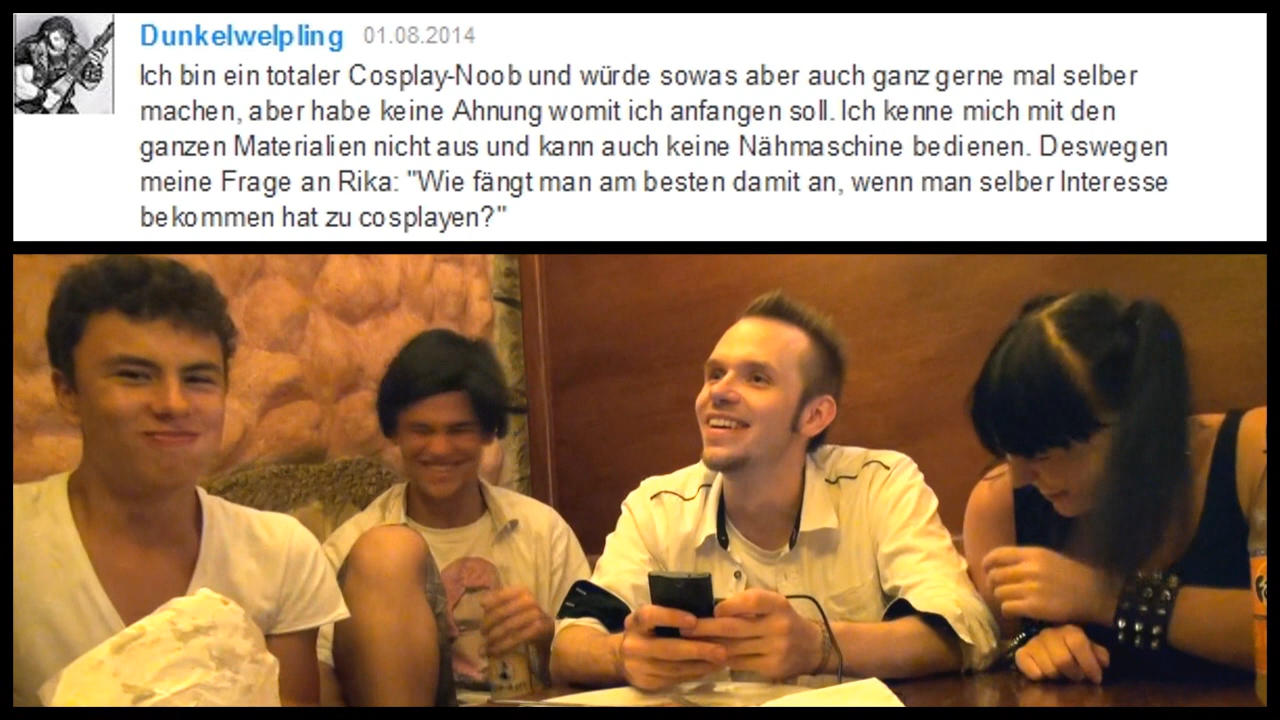 Dunkelwelpling 01.08.2014
Ich bin ein totaler Cosplay-Noob und würde sowas aber auch ganz gerne mal selber
machen, aber habe keine Ahnung womit ich anfangen soll. Ich kenne mich mit den
ganzen Materialien nicht aus und kann auch keine Nähmaschine bedienen. Deswegen
meine Frage an Rika: "Wie fängt man am besten damit an, wenn man selber Interesse
bekommen hat zu cosplayen?"